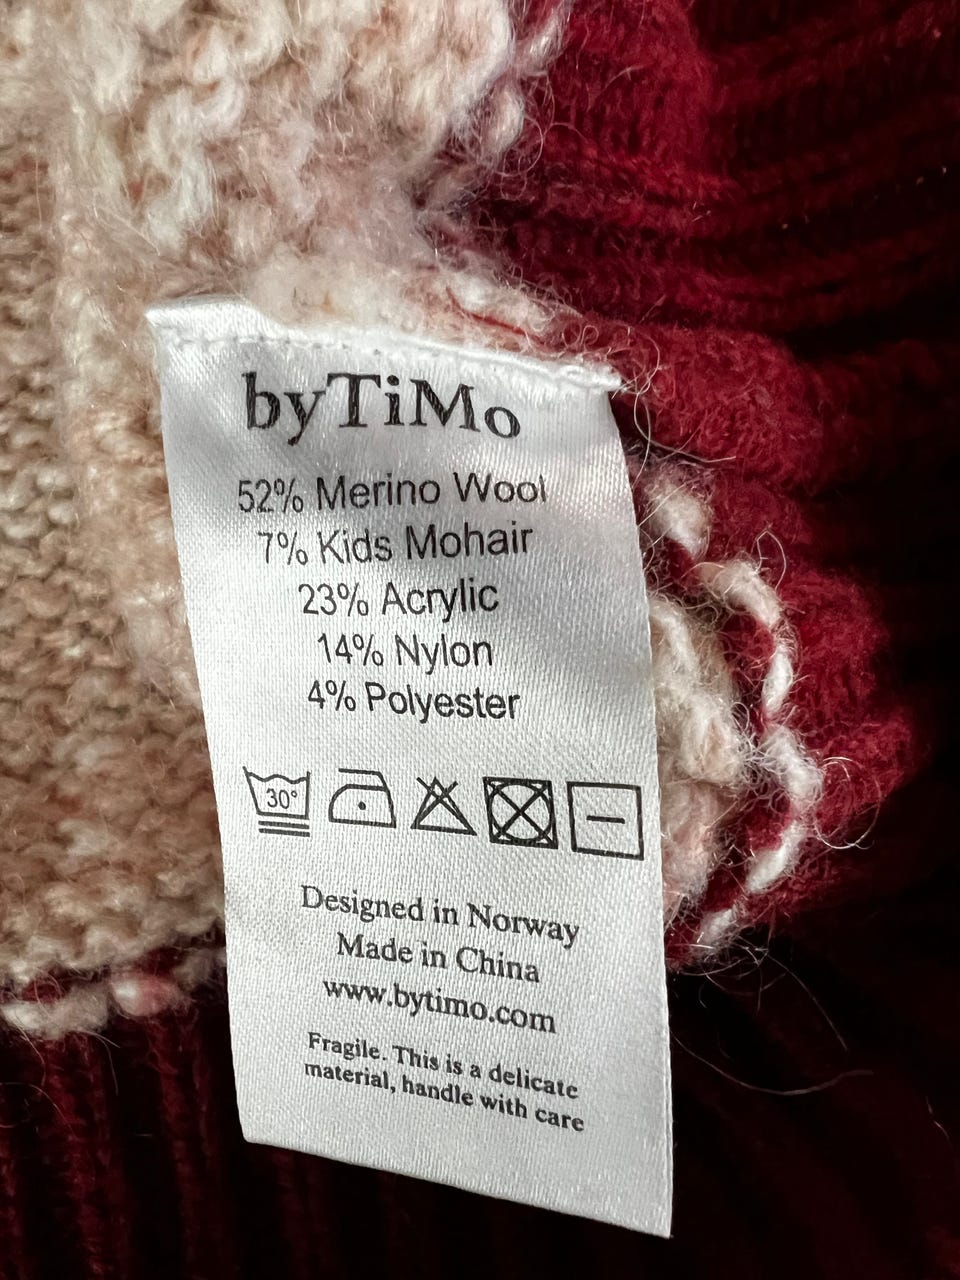 byTiMo
52% Merino Wool
7% Kids Mohair
23% Acrylic
14% Nylon
4% Polyester
30°
Designed in Norway
Made in China
www.bytimo.com
Fragile. This is a delicate
material, handle with care